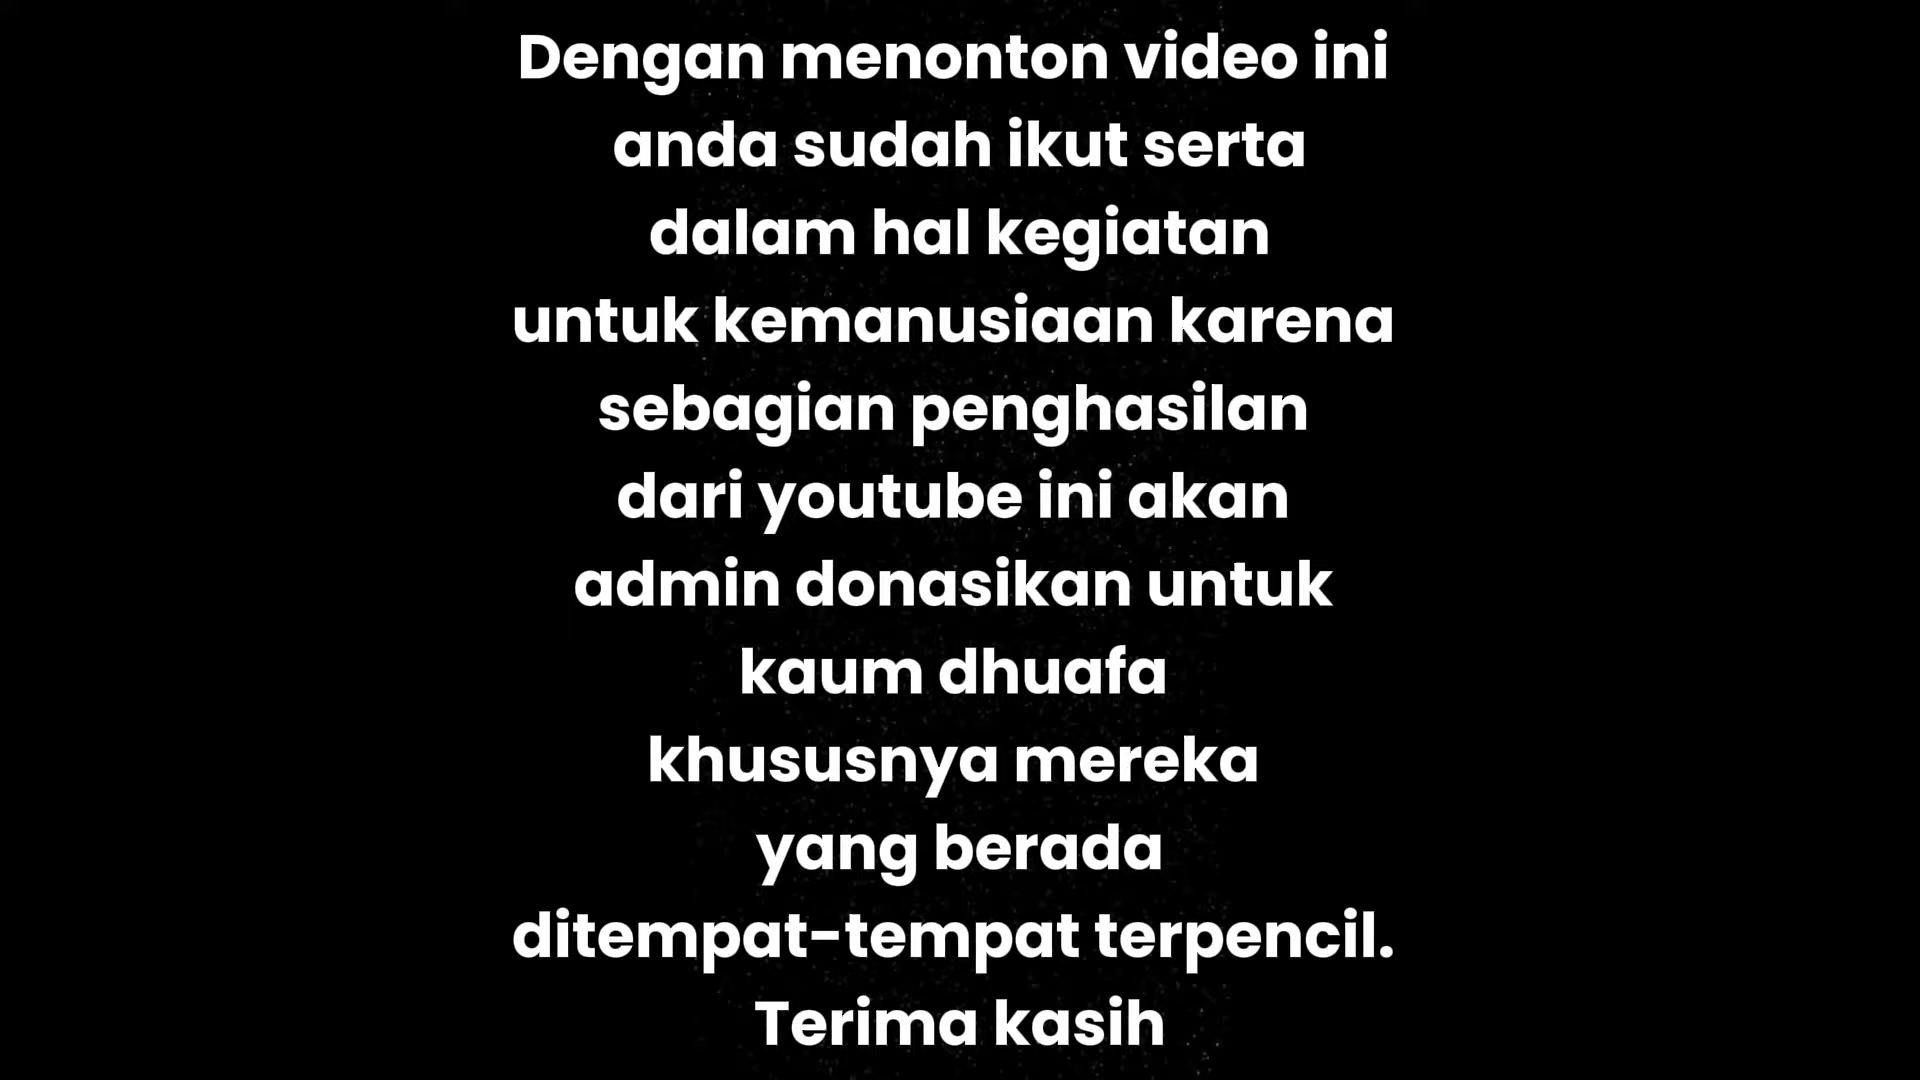 Dengan menonton video ini
anda sudah ikut serta
dalam hal kegiatan
untuk kemanusiaan karena
sebagian penghasilan
dari youtube ini akan
admin donasikan untuk
kaum dhuafa
khususnya mereka
yang berada
ditempat-tempat terpencil.
Terima kasih